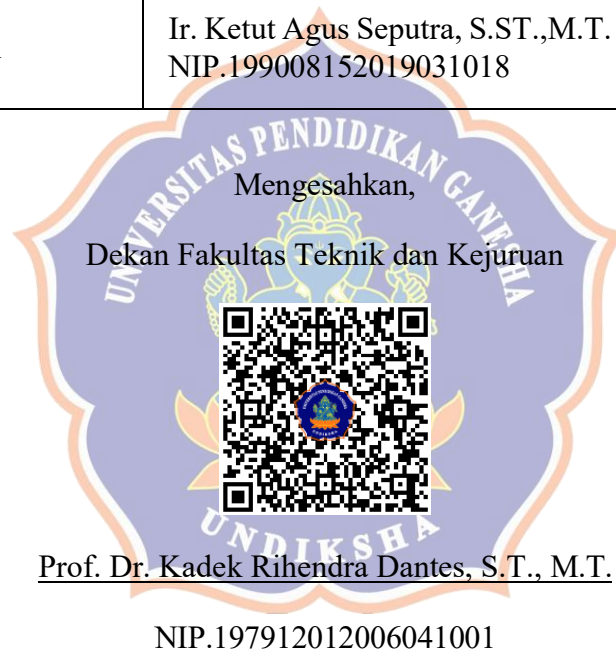 Ir. Ketut Agus Seputra, S.ST.,M.T.
NIP.199008152019031018
UNIVERSITAS PENDIDIKAN GANESHA
Mengesahkan,
Dekan Fakultas Teknik dan Kejuruan
UNDIKSHA
Prof. Dr. Kadek Rihendra Dantes, S.T., M.T.
NIP.197912012006041001